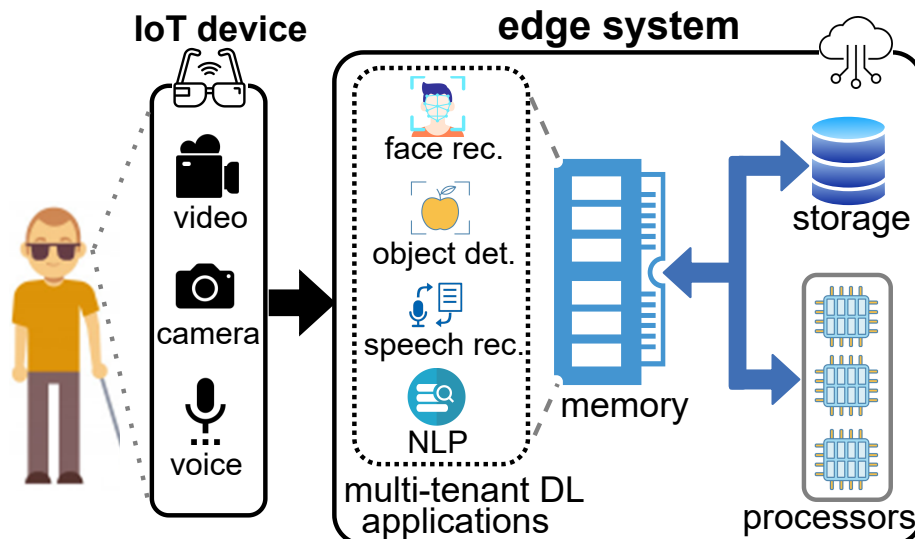 IoT device
edge system
video
camera
voice
face rec.
object det.
speech rec.
NLP
multi-tenant DL
applications
memory
storage
processors